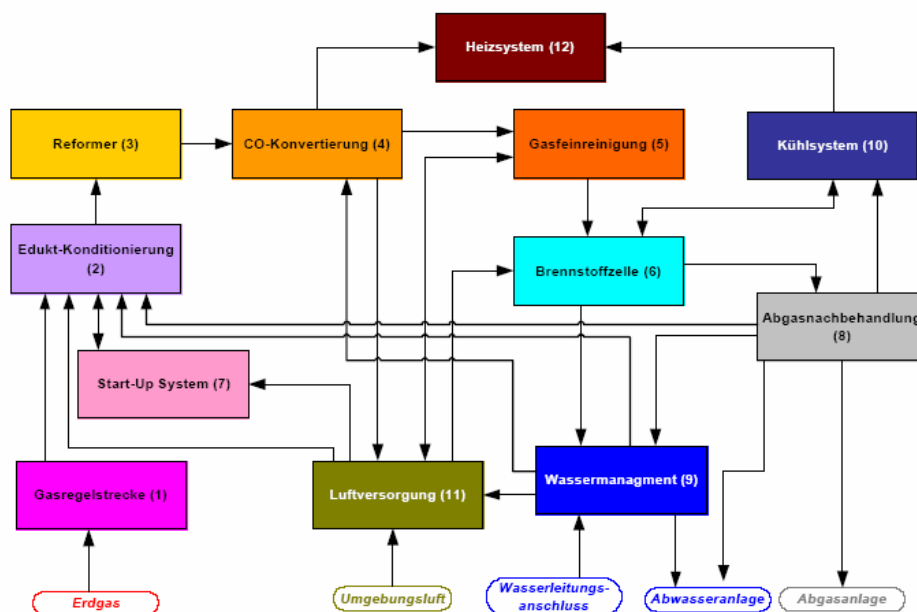 Heizsystem (12)
Reformer (3)
CO-Konvertierung (4)
Gasfeinreinigung (5)
Kühlsystem (10)
Edukt-Konditionierung
(2)
Brennstoffzelle (6)
Abgasnachbehandlung
(8)
Start-Up System (7)
Gasregelstrecke (1)
Luftversorgung (11)
Wassermanagment (9)
Erdgas
Umgebungsluft
Wasserleitungs-
anschluss
Abwasseranlage
Abgasanlage